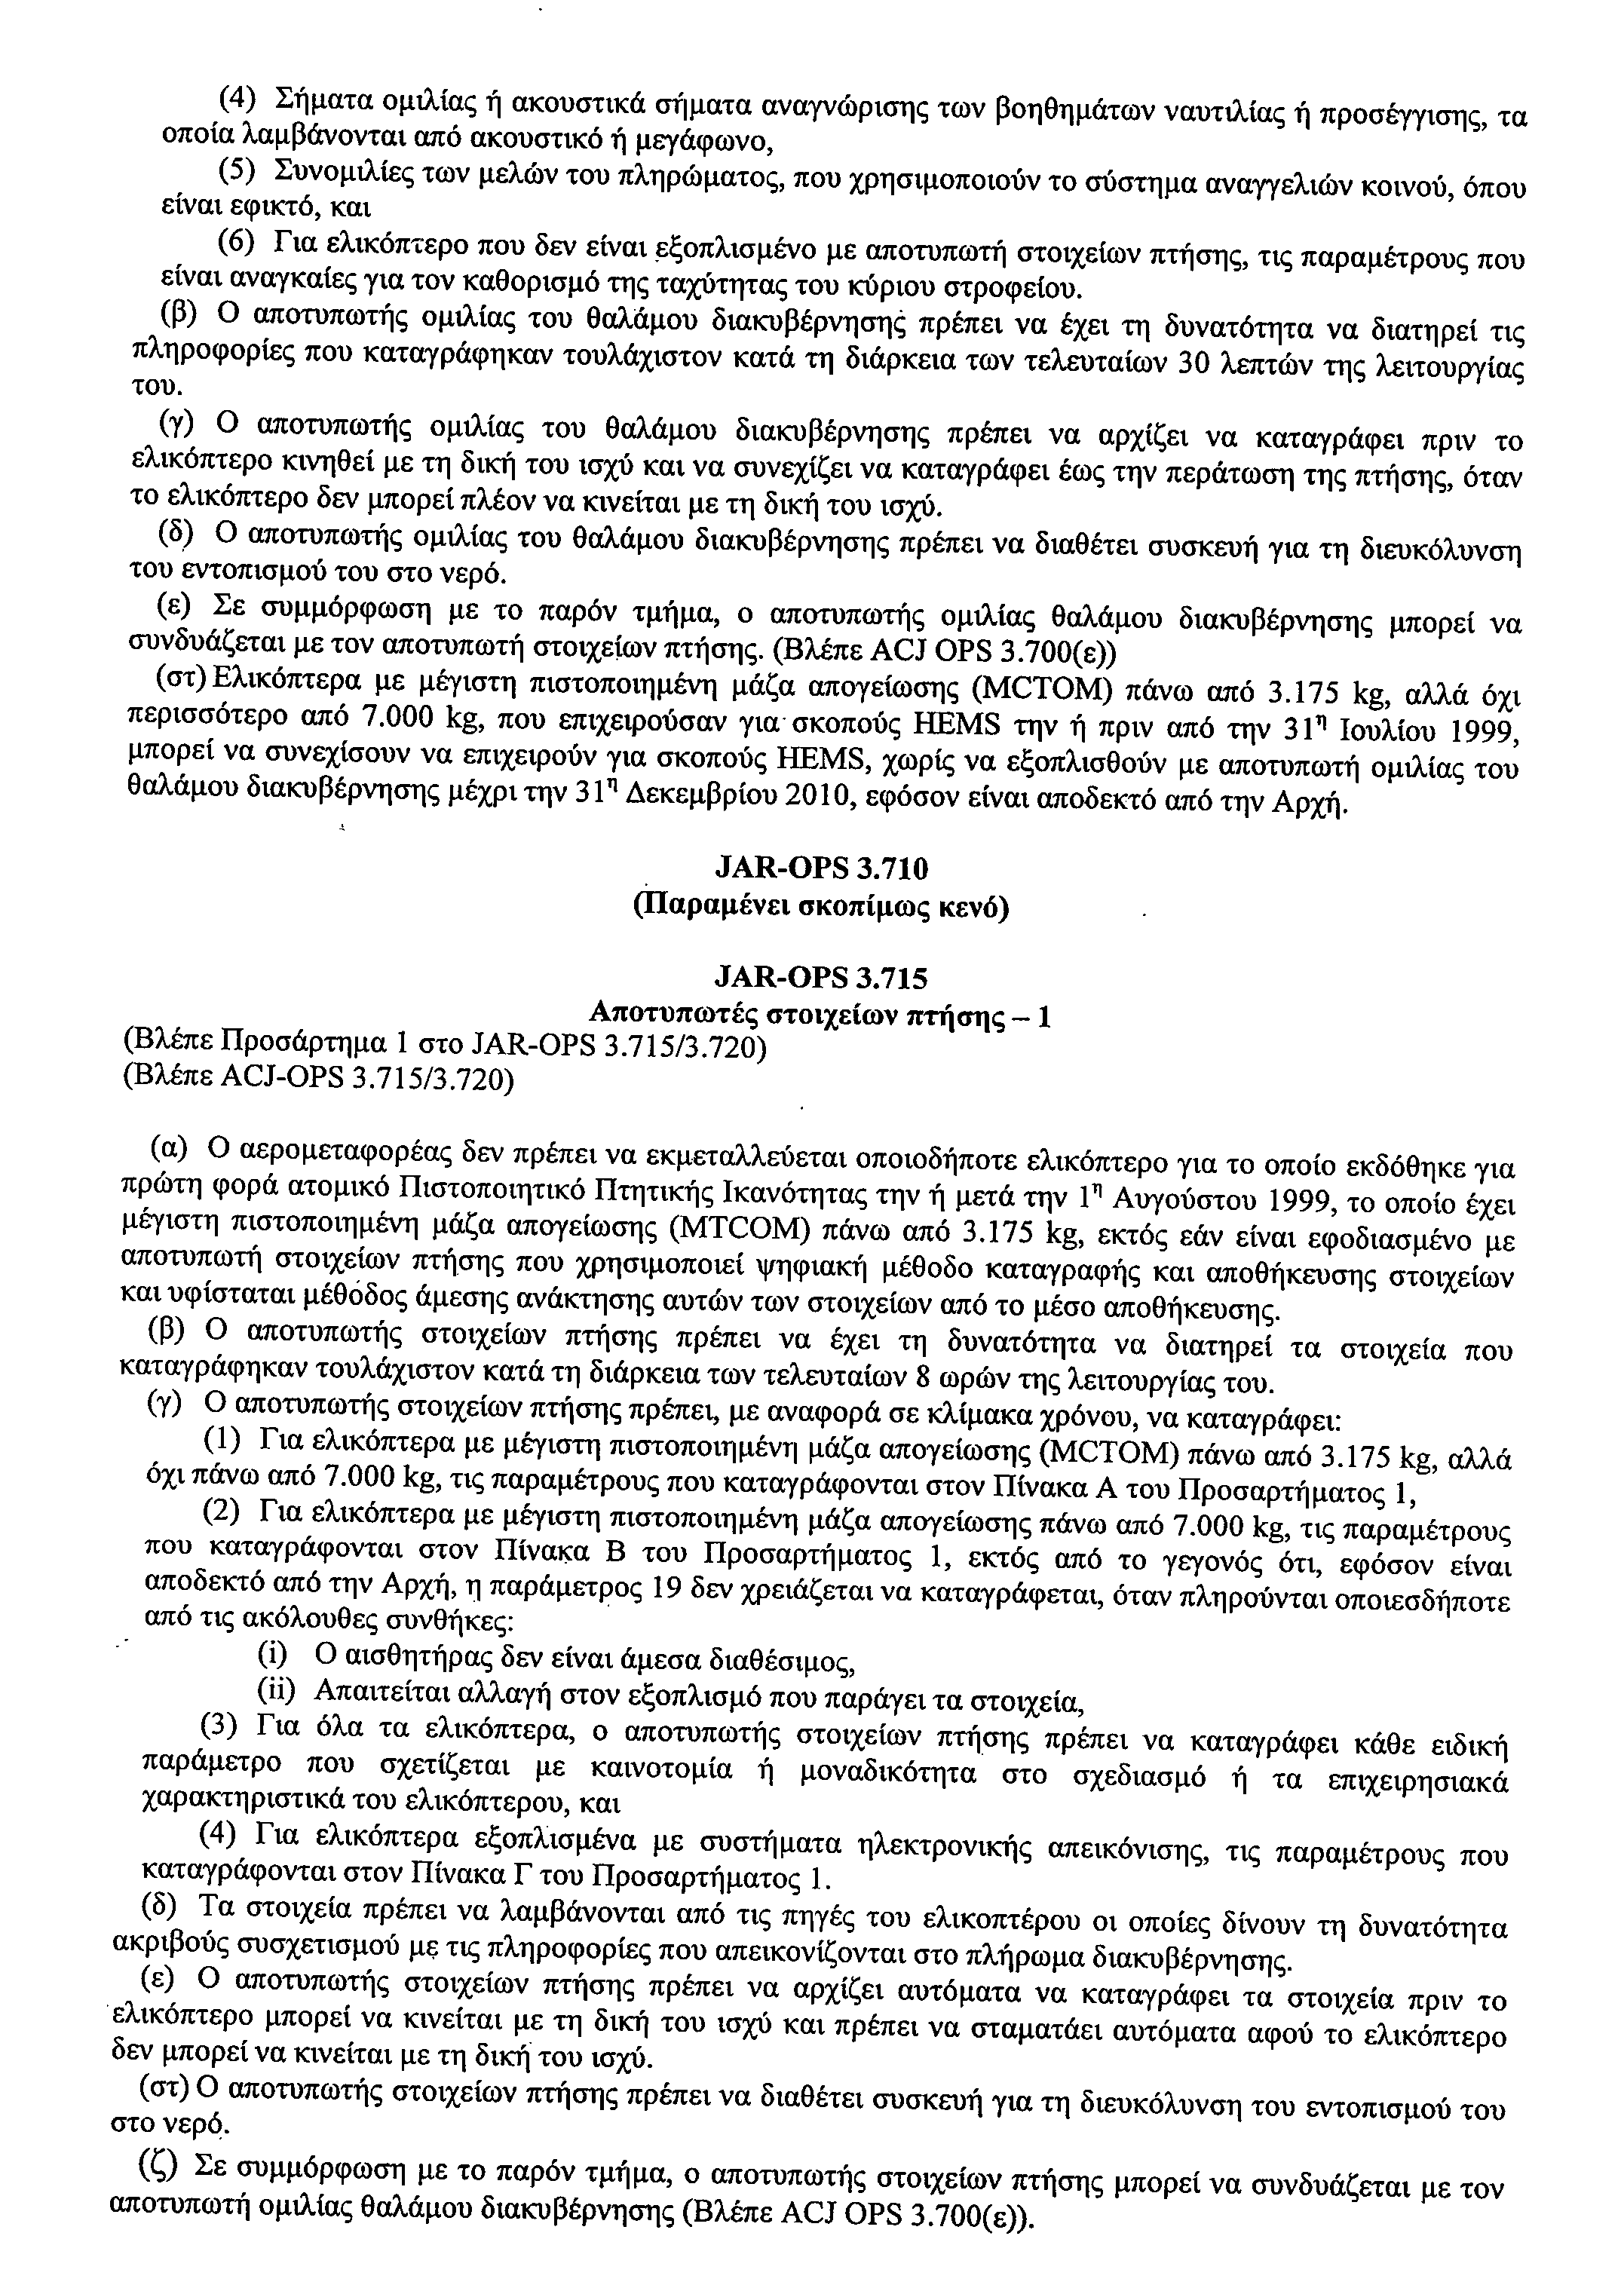 (4) Σήματα ομιλίας ή ακουστικά σήματα αναγνώρισης των βοηθημάτων ναυτιλίας ή προσέγγισης, τα
οποία λαμβάνονται από ακουστικό ή μεγάφωνο,
(5) Συνομιλίες των μελών του πληρώματος, που χρησιμοποιούν το σύστημα αναγγελιών κοινού, όπου
είναι εφικτό, και
(6) Για ελικόπτερο που δεν είναι εξοπλισμένο με αποτυπωτή στοιχείων πτήσης, τις παραμέτρους που
είναι αναγκαίες για τον καθορισμό της ταχύτητας του κύριου στροφείου.
(β) Ο αποτυπωτής ομιλίας του θαλάμου διακυβέρνησης πρέπει να έχει τη δυνατότητα να διατηρεί τις
πληροφορίες που καταγράφηκαν τουλάχιστον κατά τη διάρκεια των τελευταίων 30 λεπτών της λειτουργίας
του.
(γ) Ο αποτυπωτής ομιλίας του θαλάμου διακυβέρνησης πρέπει να αρχίζει να καταγράφει πριν το
ελικόπτερο κινηθεί με τη δική του ισχύ και να συνεχίζει να καταγράφει έως την περάτωση της πτήσης, όταν
το ελικόπτερο δεν μπορεί πλέον να κινείται με τη δική του ισχύ.
(δ) Ο αποτυπωτής ομιλίας του θαλάμου διακυβέρνησης πρέπει να διαθέτει συσκευή για τη διευκόλυνση
του εντοπισμού του στο νερό.
(ε) Σε συμμόρφωση με το παρόν τμήμα, ο αποτυπωτής ομιλίας θαλάμου διακυβέρνησης μπορεί να
συνδυάζεται με τον αποτυπωτή στοιχείων πτήσης. (Βλέπε ACJ OPS 3.700(ε))
(στ) Ελικόπτερα με μέγιστη πιστοποιημένη μάζα απογείωσης (MCTOM) πάνω από 3.175 kg, αλλά όχι
περισσότερο από 7.000 kg, που επιχειρούσαν για σκοπούς HEMS την ή πριν από την 31η Ιουλίου 1999,
μπορεί να συνεχίσουν να επιχειρούν για σκοπούς HEMS, χωρίς να εξοπλισθούν με αποτυπωτή ομιλίας του
θαλάμου διακυβέρνησης μέχρι την 31η Δεκεμβρίου 2010, εφόσον είναι αποδεκτό από την Αρχή.
JAR-OPS 3.710
(Παραμένει σκοπίμως κενό)
JAR-OPS 3.715
Αποτυπωτές στοιχείων πτήσης – 1
(Βλέπε Προσάρτημα 1 στο JAR-OPS 3.715/3.720)
(Βλέπε ACJ-OPS 3.715/3.720)
(α) Ο αερομεταφορέας δεν πρέπει να εκμεταλλεύεται οποιοδήποτε ελικόπτερο για το οποίο εκδόθηκε για
πρώτη φορά ατομικό Πιστοποιητικό Πτητικής Ικανότητας την ή μετά την 1η Αυγούστου 1999, το οποίο έχει
μέγιστη πιστοποιημένη μάζα απογείωσης (MTCOM) πάνω από 3.175 kg, εκτός εάν είναι εφοδιασμένο με
αποτυπωτή στοιχείων πτήσης που χρησιμοποιεί ψηφιακή μέθοδο καταγραφής και αποθήκευσης στοιχείων
και υφίσταται μέθοδος άμεσης ανάκτησης αυτών των στοιχείων από το μέσο αποθήκευσης.
(β) Ο αποτυπωτής στοιχείων πτήσης πρέπει να έχει τη δυνατότητα να διατηρεί τα στοιχεία που
καταγράφηκαν τουλάχιστον κατά τη διάρκεια των τελευταίων 8 ωρών της λειτουργίας του.
(γ) Ο αποτυπωτής στοιχείων πτήσης πρέπει, με αναφορά σε κλίμακα χρόνου, να καταγράφει:
(1) Για ελικόπτερα με μέγιστη πιστοποιημένη μάζα απογείωσης (MCTOM) πάνω από 3.175 kg, αλλά
όχι πάνω από 7.000 kg, τις παραμέτρους που καταγράφονται στον Πίνακα Α του Προσαρτήματος 1,
(2) Για ελικόπτερα με μέγιστη πιστοποιημένη μάζα απογείωσης πάνω από 7.000 kg, τις παραμέτρους
που καταγράφονται στον Πίνακα Β του Προσαρτήματος 1, εκτός από το γεγονός ότι, εφόσον είναι
αποδεκτό από την Αρχή, η παράμετρος 19 δεν χρειάζεται να καταγράφεται, όταν πληρούνται οποιεσδήποτε
από τις ακόλουθες συνθήκες:
(i) Ο αισθητήρας δεν είναι άμεσα διαθέσιμος,
(ii) Απαιτείται αλλαγή στον εξοπλισμό που παράγει τα στοιχεία,
(3) Για όλα τα ελικόπτερα, ο αποτυπωτής στοιχείων πτήσης πρέπει να καταγράφει κάθε ειδική
παράμετρο που σχετίζεται με καινοτομία ή μοναδικότητα στο σχεδιασμό ή τα επιχειρησιακά
χαρακτηριστικά του ελικόπτερου, και
(4) Για ελικόπτερα εξοπλισμένα με συστήματα ηλεκτρονικής απεικόνισης, τις παραμέτρους που
καταγράφονται στον Πίνακα Γ του Προσαρτήματος 1.
(δ) Τα στοιχεία πρέπει να λαμβάνονται από τις πηγές του ελικοπτέρου οι οποίες δίνουν τη δυνατότητα
ακριβούς συσχετισμού με τις πληροφορίες που απεικονίζονται στο πλήρωμα διακυβέρνησης.
(ε) Ο αποτυπωτής στοιχείων πτήσης πρέπει να αρχίζει αυτόματα να καταγράφει τα στοιχεία πριν το
ελικόπτερο μπορεί να κινείται με τη δική του ισχύ και πρέπει να σταματάει αυτόματα αφού το ελικόπτερο
δεν μπορεί να κινείται με τη δική του ισχύ.
(στ) Ο αποτυπωτής στοιχείων πτήσης πρέπει να διαθέτει συσκευή για τη διευκόλυνση του εντοπισμού του
στο νερό.
(ζ) Σε συμμόρφωση με το παρόν τμήμα, ο αποτυπωτής στοιχείων πτήσης μπορεί να συνδυάζεται με τον
αποτυπωτή ομιλίας θαλάμου διακυβέρνησης (Βλέπε ACJ OPS 3.700(ε)).